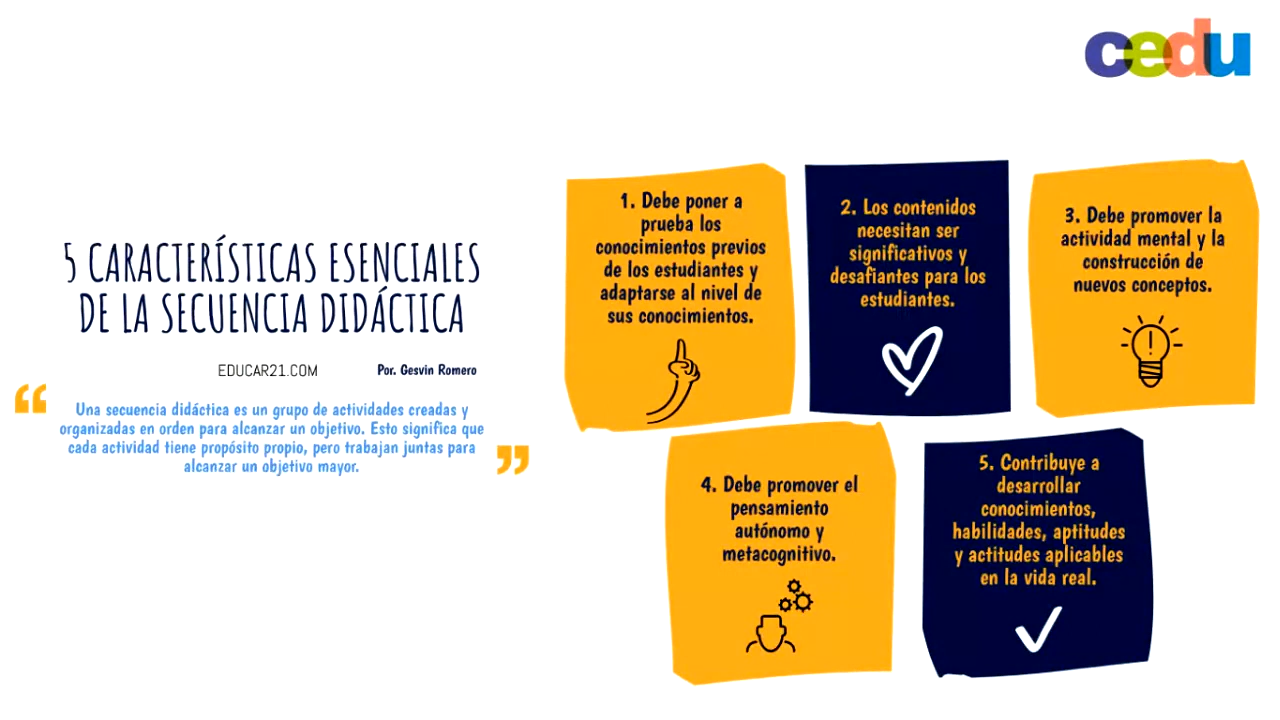 cedu
5 CARACTERÍSTICAS ESENCIALES
DE LA SECUENCIA DIDÁCTICA
EDUCAR21.COM
Por. Gesvin Romero
“
Una secuencia didáctica es un grupo de actividades creadas y
organizadas en orden para alcanzar un objetivo. Esto significa que
cada actividad tiene propósito propio, pero trabajan juntas para
alcanzar un objetivo mayor.
”
1. Debe poner a
prueba los
conocimientos previos
de los estudiantes y
adaptarse al nivel de
sus conocimientos.
2. Los contenidos
necesitan ser
significativos y
desafiantes para los
estudiantes.
3. Debe promover la
actividad mental y la
construcción de
nuevos conceptos.
4. Debe promover el
pensamiento
autónomo y
metacognitivo.
5. Contribuye a
desarrollar
conocimientos,
habilidades, aptitudes
y actitudes aplicables
en la vida real.